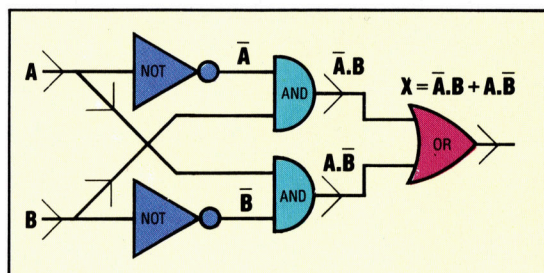 A
NOT
A̅
AND
A̅.B
X = A̅.B + A.B̅
OR
AND
A.B̅
B
NOT
B̅